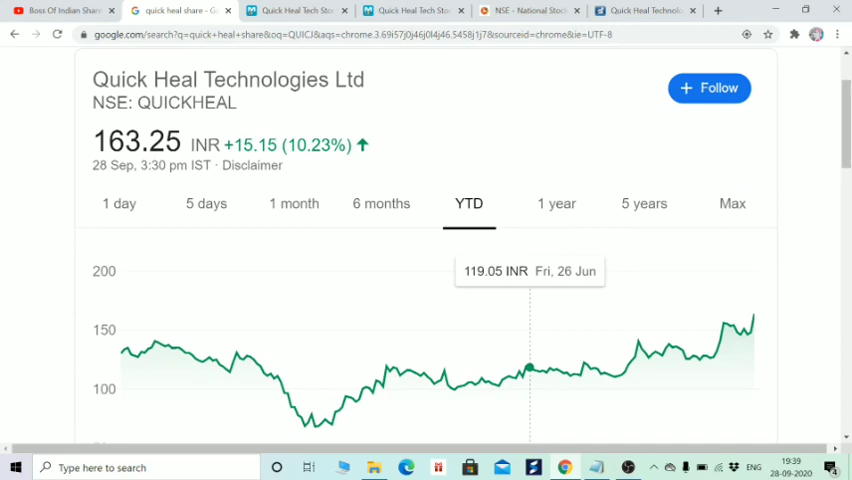 Boss Of Indian Share
quick heal share - Go
Quick Heal Tech Sto
Quick Heal Tech Sto
NSE - National Stock
Quick Heal Technolo
google.com/search?q=quick+heal+share&oq=QUICJ&aqs=chrome.3.69i57j0j46j0l4j46.5458j1j7&sourceid=chrome&ie=UTF-8
Quick Heal Technologies Ltd
NSE: QUICKHEAL
+ Follow
163.25 INR +15.15 (10.23%) ↑
28 Sep, 3:30 pm IST · Disclaimer
1 day 5 days 1 month 6 months YTD 1 year 5 years Max
119.05 INR Fri, 26 Jun
200
150
100
Type here to search
ENG
19:39
28-09-2020
4